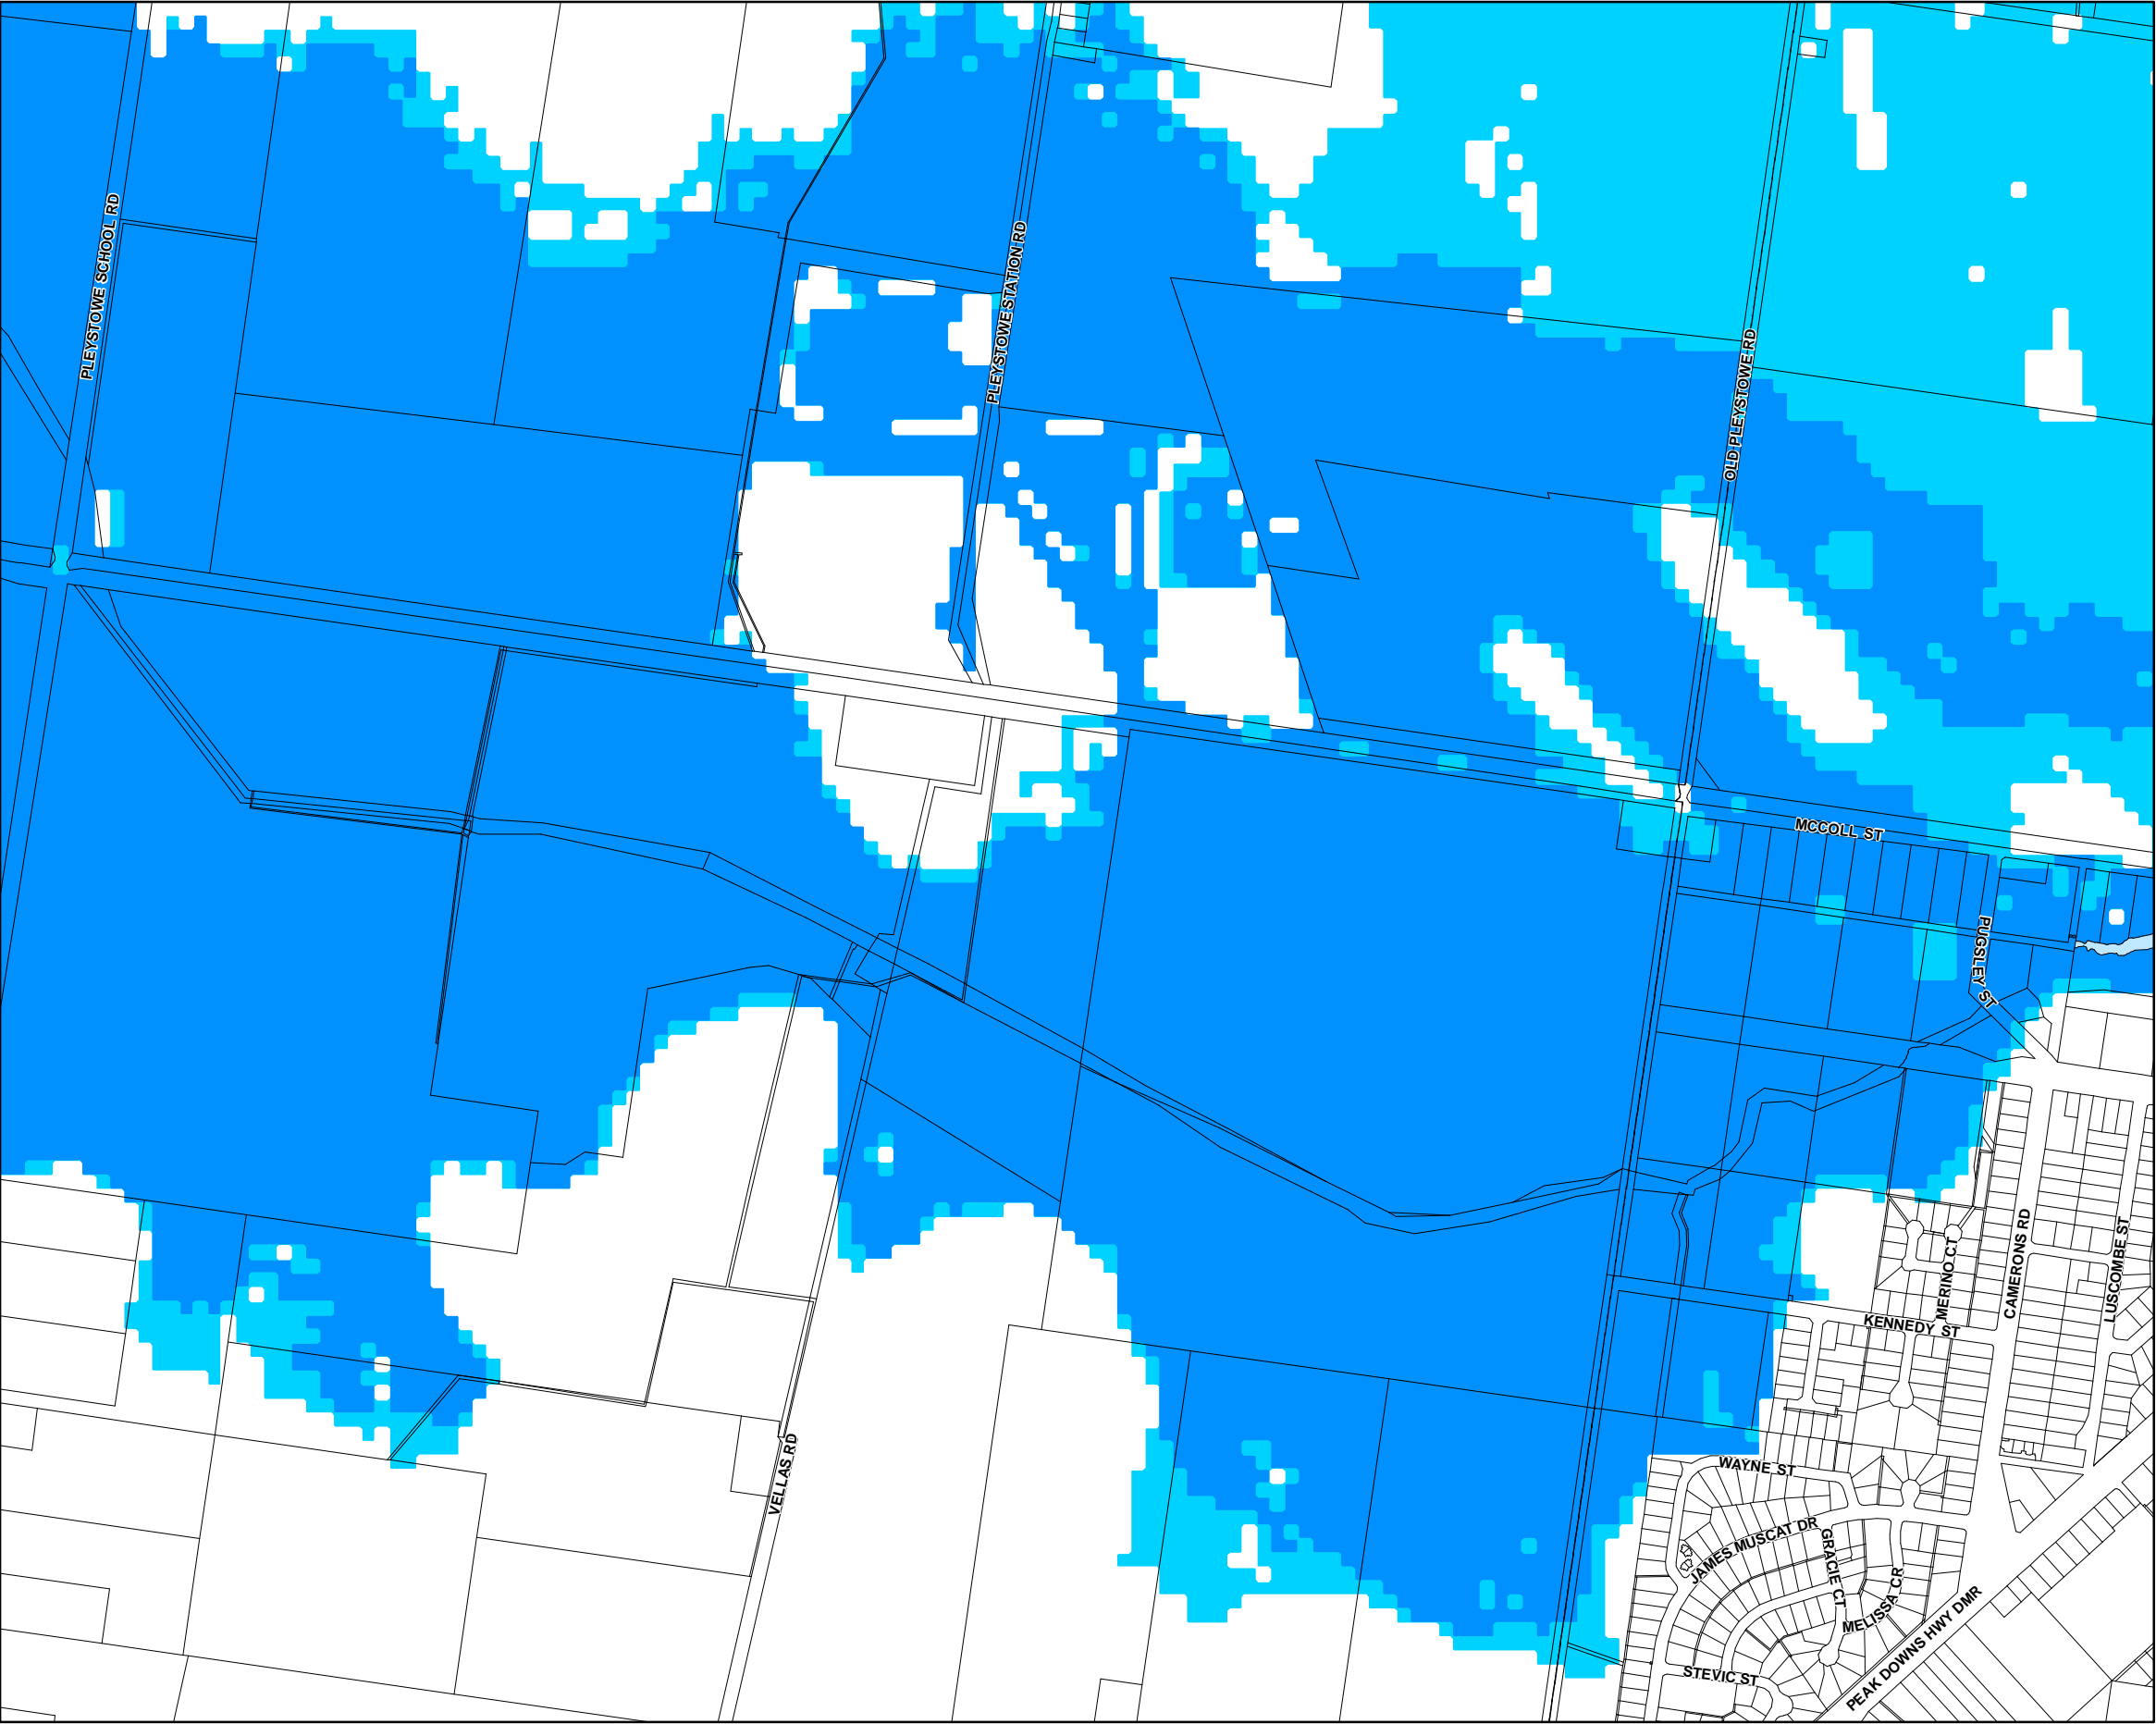 PLEYSTOWE SCHOOL RD
PLEYSTOWE STATION RD
OLD PLEYSTOWE RD
MCCOLL ST
PUGSLEY ST
CAMERONS RD
LUSCOMBE ST
MERINO CT
KENNEDY ST
VELLAS RD
WAYNE ST
JAMES MUSCAT DR
GRACIE CT
MELISSA CR
STEVIC ST
PEAK DOWNS HWY DMR